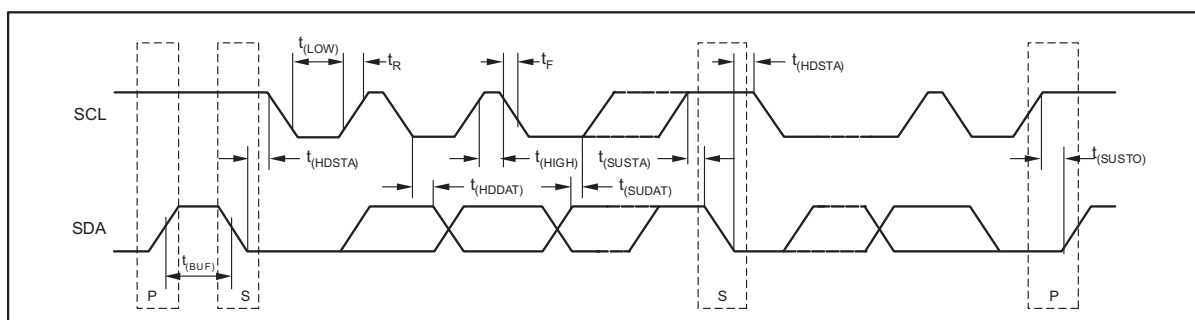 t(LOW)
tR
tF
t(HDSTA)
SCL
t(HDSTA)
t(HIGH)
t(SUSTA)
t(SUSTO)
t(HDDAT)
t(SUDAT)
SDA
t(BUF)
P
S
S
P